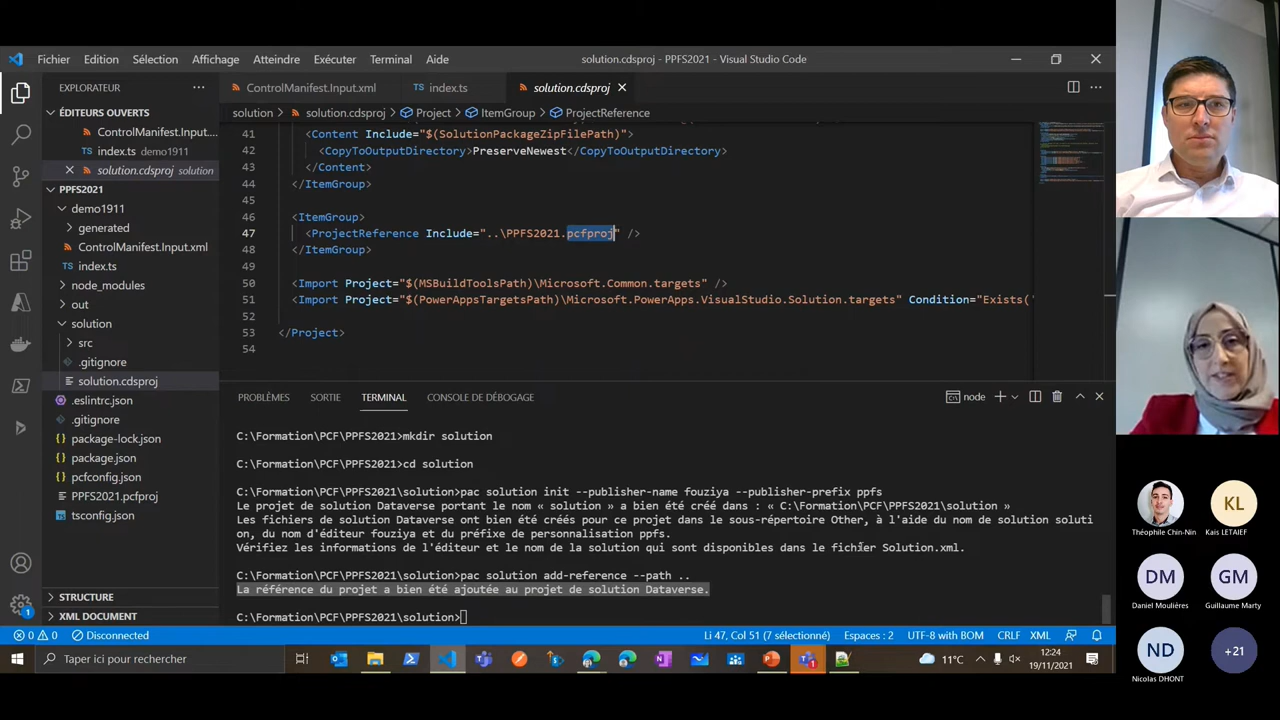 Fichier Edition Sélection Affichage Atteindre Exécuter Terminal Aide
solution.cdsproj - PPFS2021 - Visual Studio Code
EXPLORATEUR
ControlManifest.Input.xml
TS index.ts
solution.cdsproj
ÉDITEURS OUVERTS
ControlManifest.Input....
TS index.ts demo1911
solution.cdsproj solution
PPFS2021
demo1911
generated
ControlManifest.Input.xml
TS index.ts
node_modules
out
solution
src
.gitignore
solution.cdsproj
.eslintrc.json
.gitignore
package-lock.json
package.json
pcfconfig.json
PPFS2021.pcfproj
tsconfig.json
STRUCTURE
XML DOCUMENT
solution > solution.cdsproj > Project > ItemGroup > ProjectReference
41 <Content Include="$(SolutionPackageZipFilePath)">
42 <CopyToOutputDirectory>PreserveNewest</CopyToOutputDirectory>
43 </Content>
44 </ItemGroup>
45
46 <ItemGroup>
47 <ProjectReference Include="..\PPFS2021.pcfproj" />
48 </ItemGroup>
49
50 <Import Project="$(MSBuildToolsPath)\Microsoft.Common.targets" />
51 <Import Project="$(PowerAppsTargetsPath)\Microsoft.PowerApps.VisualStudio.Solution.targets" Condition="Exists('
52
53 </Project>
54
PROBLÈMES SORTIE TERMINAL CONSOLE DE DÉBOGAGE
node
C:\Formation\PCF\PPFS2021>mkdir solution
C:\Formation\PCF\PPFS2021>cd solution
C:\Formation\PCF\PPFS2021\solution>pac solution init --publisher-name fouziya --publisher-prefix ppfs
Le projet de solution Dataverse portant le nom « solution » a bien été créé dans : « C:\Formation\PCF\PPFS2021\solution »
Les fichiers de solution Dataverse ont bien été créés pour ce projet dans le sous-répertoire Other, à l'aide du nom de solution soluti
on, du nom d'éditeur fouziya et du préfixe de personnalisation ppfs.
Vérifiez les informations de l'éditeur et le nom de la solution qui sont disponibles dans le fichier Solution.xml.
C:\Formation\PCF\PPFS2021\solution>pac solution add-reference --path ..
La référence du projet a bien été ajoutée au projet de solution Dataverse.
C:\Formation\PCF\PPFS2021\solution>
0 0 Disconnected
Li 47, Col 51 (7 sélectionné) Espaces : 2 UTF-8 with BOM CRLF XML
1
Taper ici pour rechercher
11°C
12:24
19/11/2021
Théophile Chin-Nin
KL
Kais LETAIEF
DM
Daniel Moulières
GM
Guillaume Marty
ND
Nicolas DHONT
+21